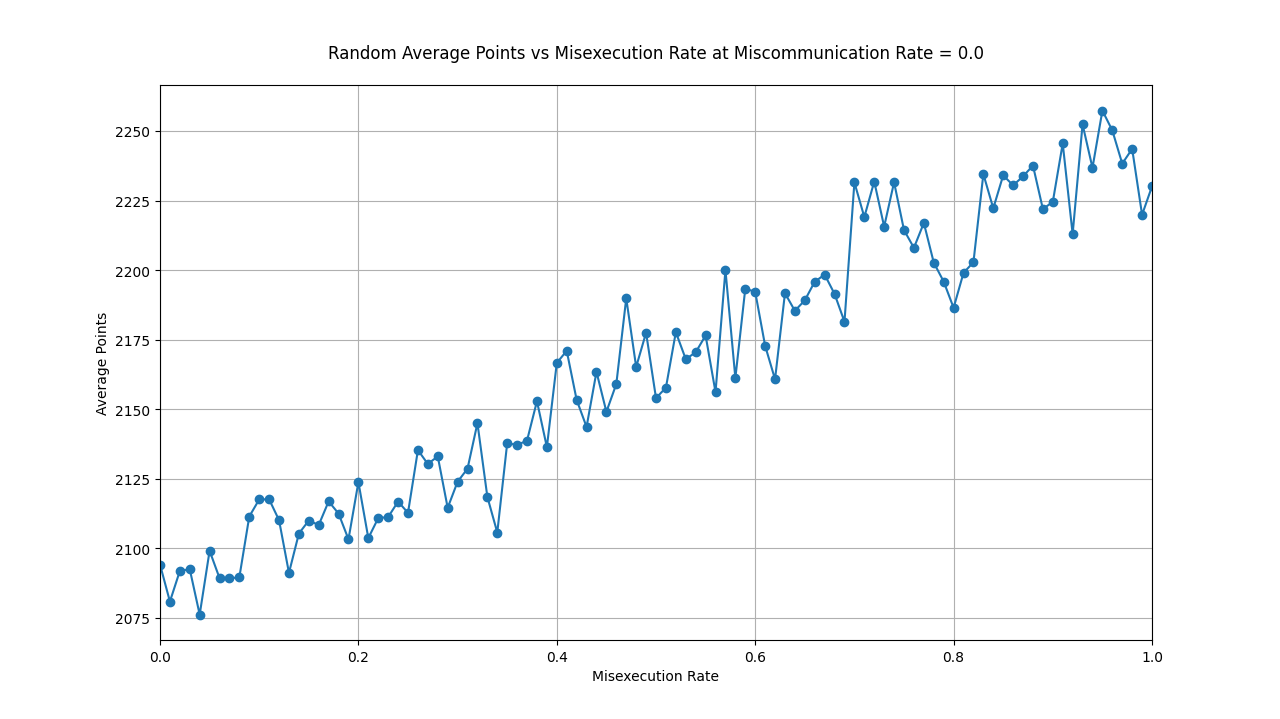 Random Average Points vs Misexecution Rate at Miscommunication Rate = 0.0
Average Points
2250
2225
2200
2175
2150
2125
2100
2075
0.0 0.2 0.4 0.6 0.8 1.0
Misexecution Rate